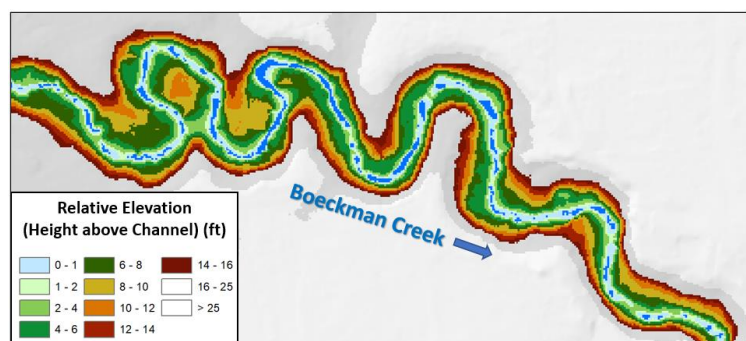 Boeckman Creek
Relative Elevation
(Height above Channel) (ft)
0 - 1
1 - 2
2 - 4
4 - 6
6 - 8
8 - 10
10 - 12
12 - 14
14 - 16
16 - 25
> 25